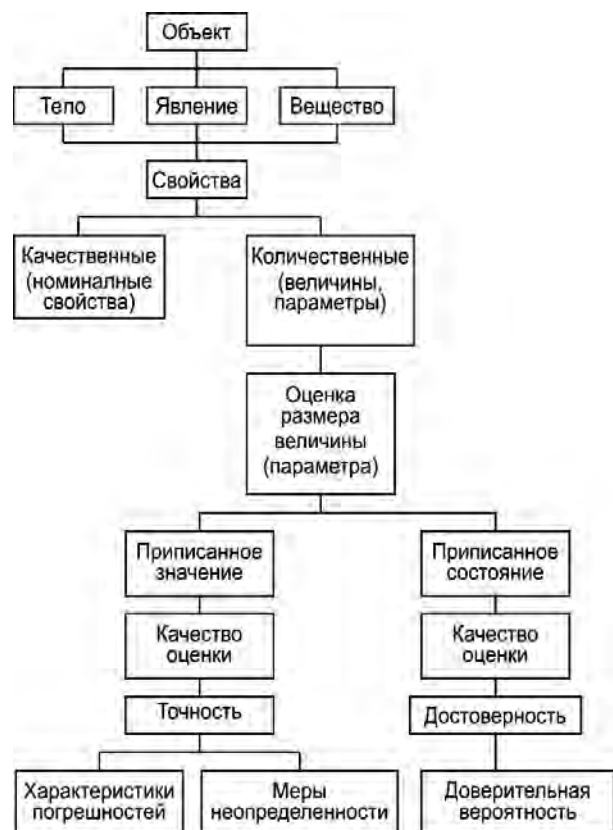 Объект
Тело
Явление
Вещество
Свойства
Качественные
(номиналные
свойства)
Количественные
(величины,
параметры)
Оценка
размера
величины
(параметра)
Приписанное
значение
Приписанное
состояние
Качество
оценки
Качество
оценки
Точность
Достоверность
Характеристики
погрешностей
Меры
неопределенности
Доверительная
вероятность